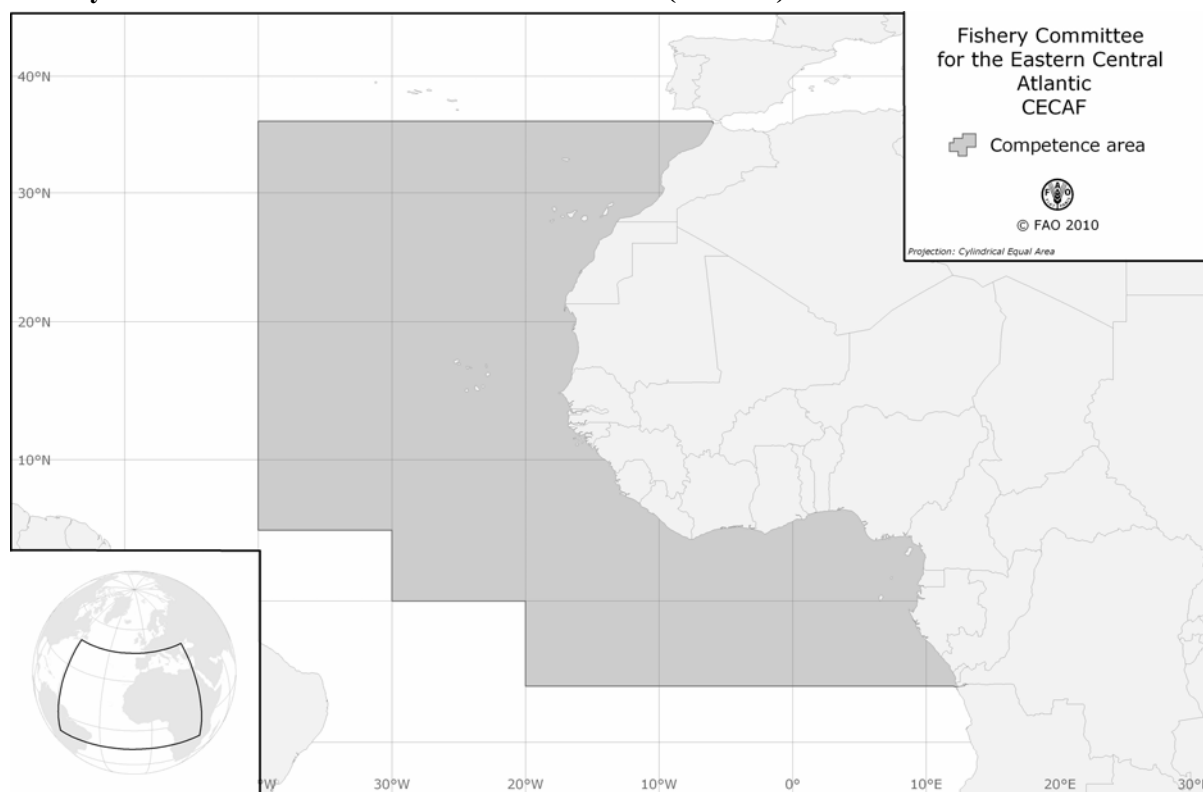 Fishery Committee
for the Eastern Central
Atlantic
CECAF
Competence area
F A O
© FAO 2010
Projection: Cylindrical Equal Area
40°N
30°N
20°N
10°N
30°W
20°W
10°W
0°
10°E
20°E